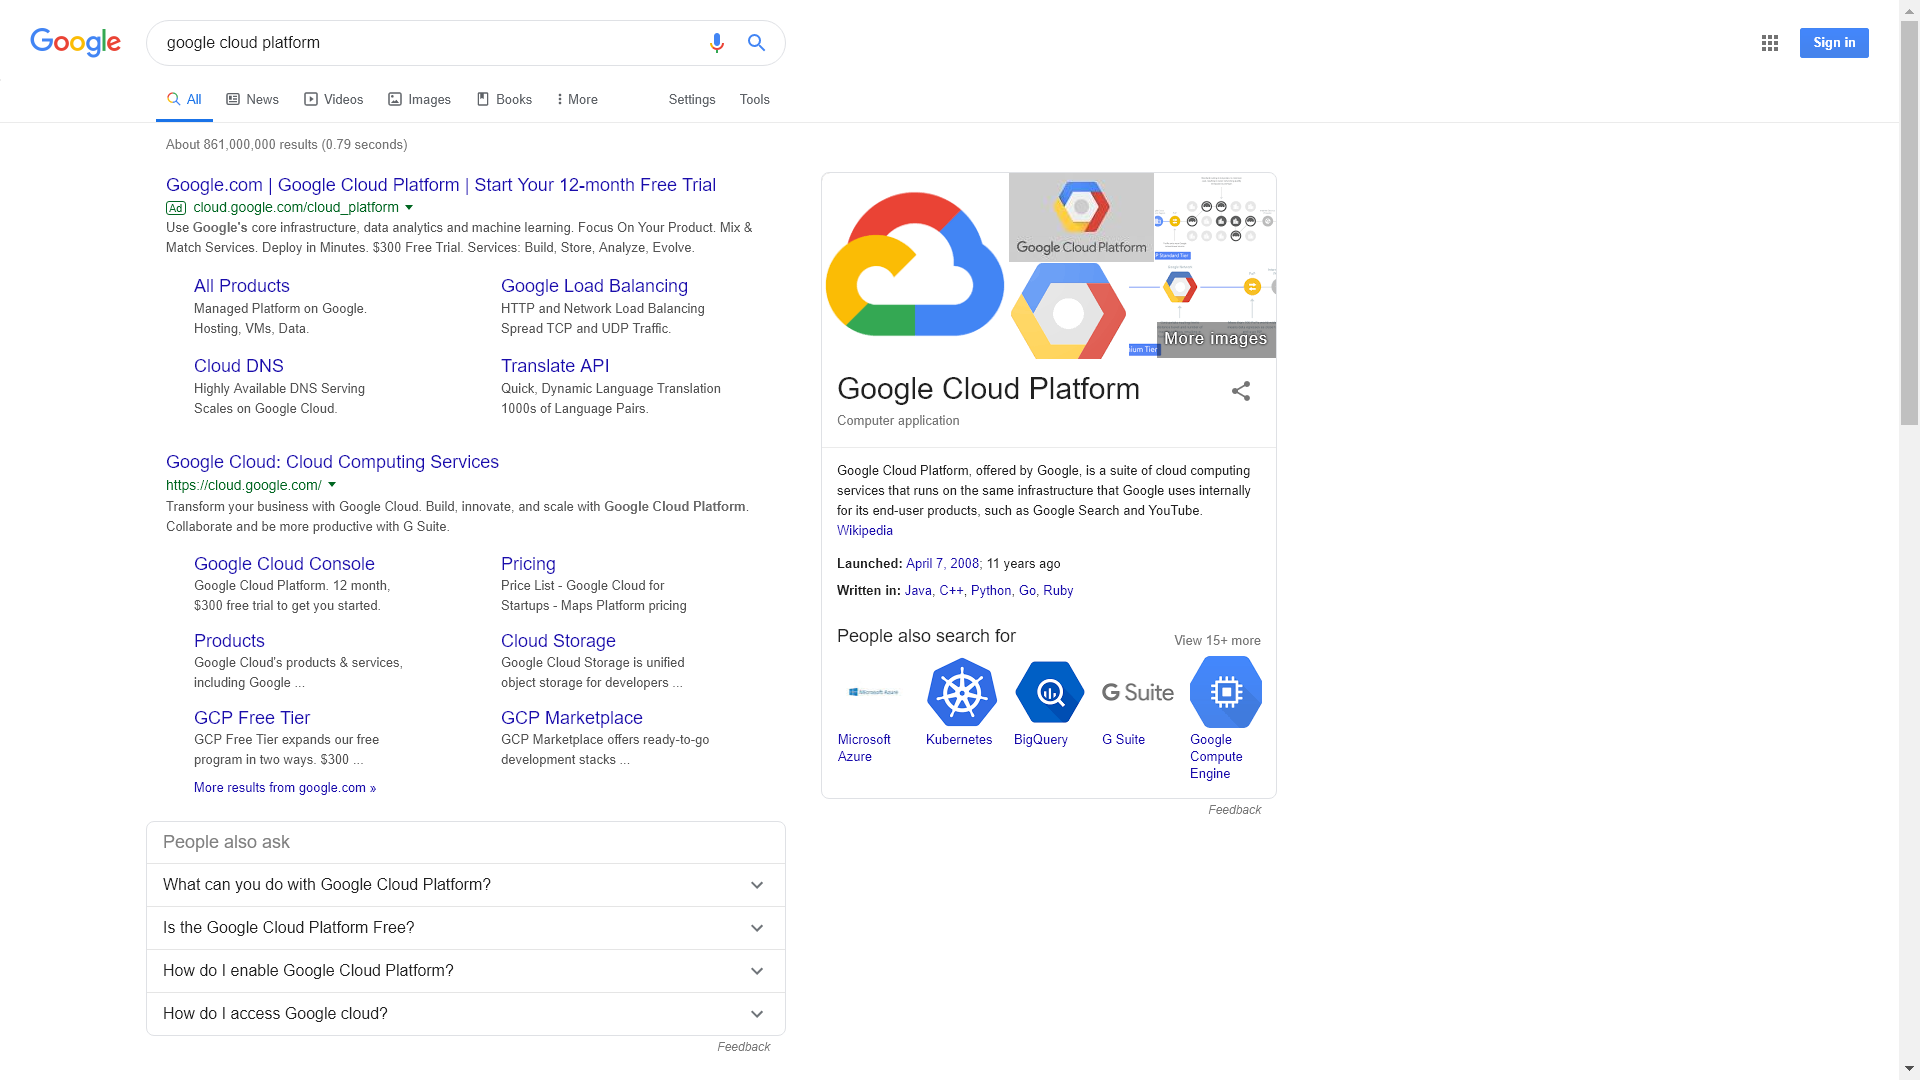 Google
google cloud platform
Sign in
All
News
Videos
Images
Books
More
Settings
Tools
About 861,000,000 results (0.79 seconds)
Google.com | Google Cloud Platform | Start Your 12-month Free Trial
Ad cloud.google.com/cloud_platform
Use Google's core infrastructure, data analytics and machine learning. Focus On Your Product. Mix &
Match Services. Deploy in Minutes. $300 Free Trial. Services: Build, Store, Analyze, Evolve.
All Products
Managed Platform on Google.
Hosting, VMs, Data.
Google Load Balancing
HTTP and Network Load Balancing
Spread TCP and UDP Traffic.
Cloud DNS
Highly Available DNS Serving
Scales on Google Cloud.
Translate API
Quick, Dynamic Language Translation
1000s of Language Pairs.
Google Cloud: Cloud Computing Services
https://cloud.google.com/
Transform your business with Google Cloud. Build, innovate, and scale with Google Cloud Platform.
Collaborate and be more productive with G Suite.
Google Cloud Console
Google Cloud Platform. 12 month,
$300 free trial to get you started.
Pricing
Price List - Google Cloud for
Startups - Maps Platform pricing
Products
Google Cloud's products & services,
including Google ...
Cloud Storage
Google Cloud Storage is unified
object storage for developers ...
GCP Free Tier
GCP Free Tier expands our free
program in two ways. $300 ...
GCP Marketplace
GCP Marketplace offers ready-to-go
development stacks ...
More results from google.com »
People also ask
What can you do with Google Cloud Platform?
Is the Google Cloud Platform Free?
How do I enable Google Cloud Platform?
How do I access Google cloud?
Feedback
Google Cloud Platform
P Standard Tier
mium Tier
More images
Google Cloud Platform
Computer application
Google Cloud Platform, offered by Google, is a suite of cloud computing
services that runs on the same infrastructure that Google uses internally
for its end-user products, such as Google Search and YouTube.
Wikipedia
Launched: April 7, 2008; 11 years ago
Written in: Java, C++, Python, Go, Ruby
People also search for
View 15+ more
Microsoft Azure
G Suite
Microsoft
Azure
Kubernetes
BigQuery
G Suite
Google
Compute
Engine
Feedback